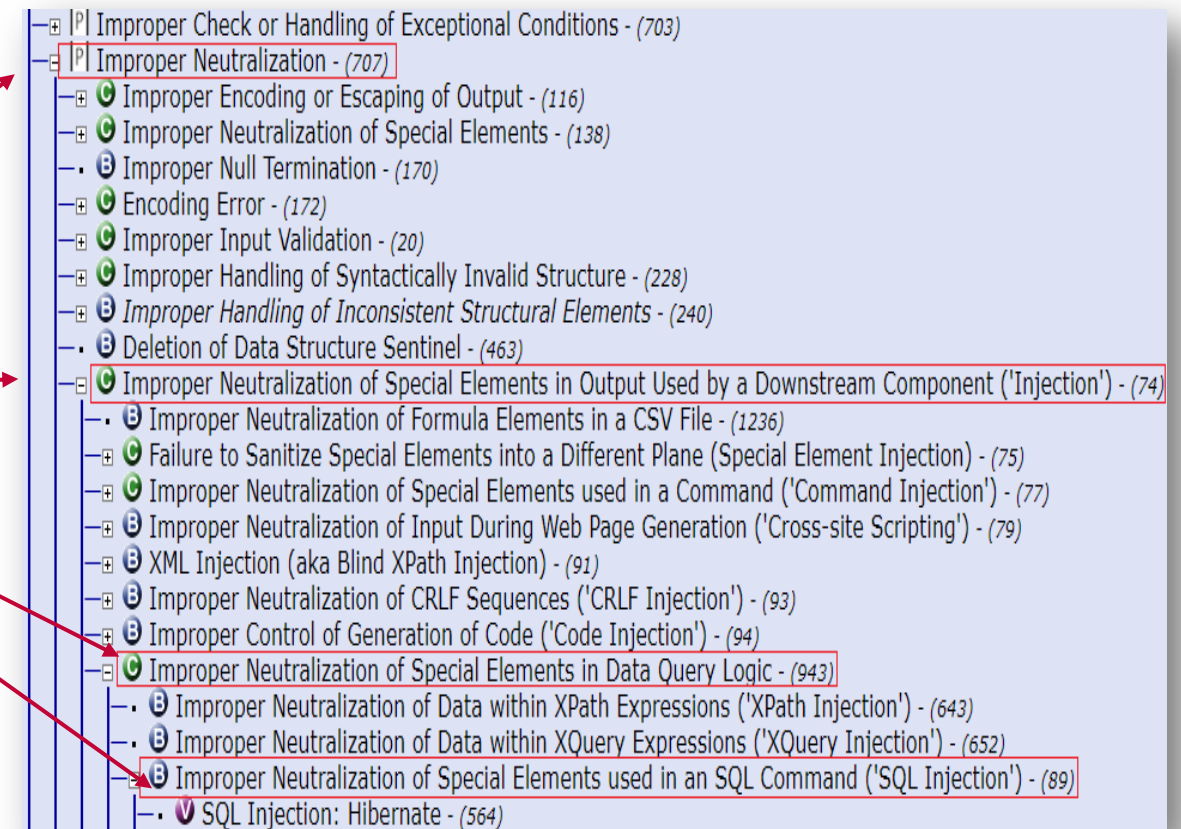 P Improper Check or Handling of Exceptional Conditions - (703)
P Improper Neutralization - (707)
C Improper Encoding or Escaping of Output - (116)
C Improper Neutralization of Special Elements - (138)
B Improper Null Termination - (170)
C Encoding Error - (172)
C Improper Input Validation - (20)
C Improper Handling of Syntactically Invalid Structure - (228)
B Improper Handling of Inconsistent Structural Elements - (240)
B Deletion of Data Structure Sentinel - (463)
C Improper Neutralization of Special Elements in Output Used by a Downstream Component ('Injection') - (74)
B Improper Neutralization of Formula Elements in a CSV File - (1236)
C Failure to Sanitize Special Elements into a Different Plane (Special Element Injection) - (75)
C Improper Neutralization of Special Elements used in a Command ('Command Injection') - (77)
B Improper Neutralization of Input During Web Page Generation ('Cross-site Scripting') - (79)
B XML Injection (aka Blind XPath Injection) - (91)
B Improper Neutralization of CRLF Sequences ('CRLF Injection') - (93)
B Improper Control of Generation of Code ('Code Injection') - (94)
C Improper Neutralization of Special Elements in Data Query Logic - (943)
B Improper Neutralization of Data within XPath Expressions ('XPath Injection') - (643)
B Improper Neutralization of Data within XQuery Expressions ('XQuery Injection') - (652)
B Improper Neutralization of Special Elements used in an SQL Command ('SQL Injection') - (89)
V SQL Injection: Hibernate - (564)